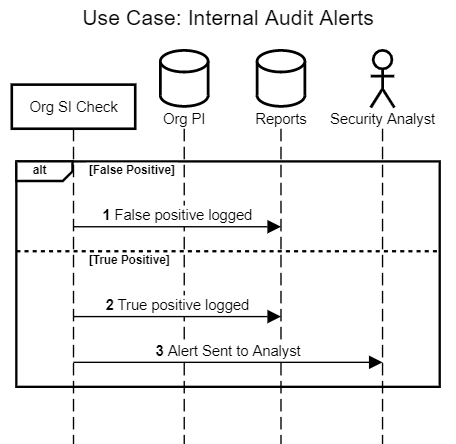 Use Case: Internal Audit Alerts
Org SI Check
Org PI
Reports
Security Analyst
alt
[False Positive]
1 False positive logged
[True Positive]
2 True positive logged
3 Alert Sent to Analyst